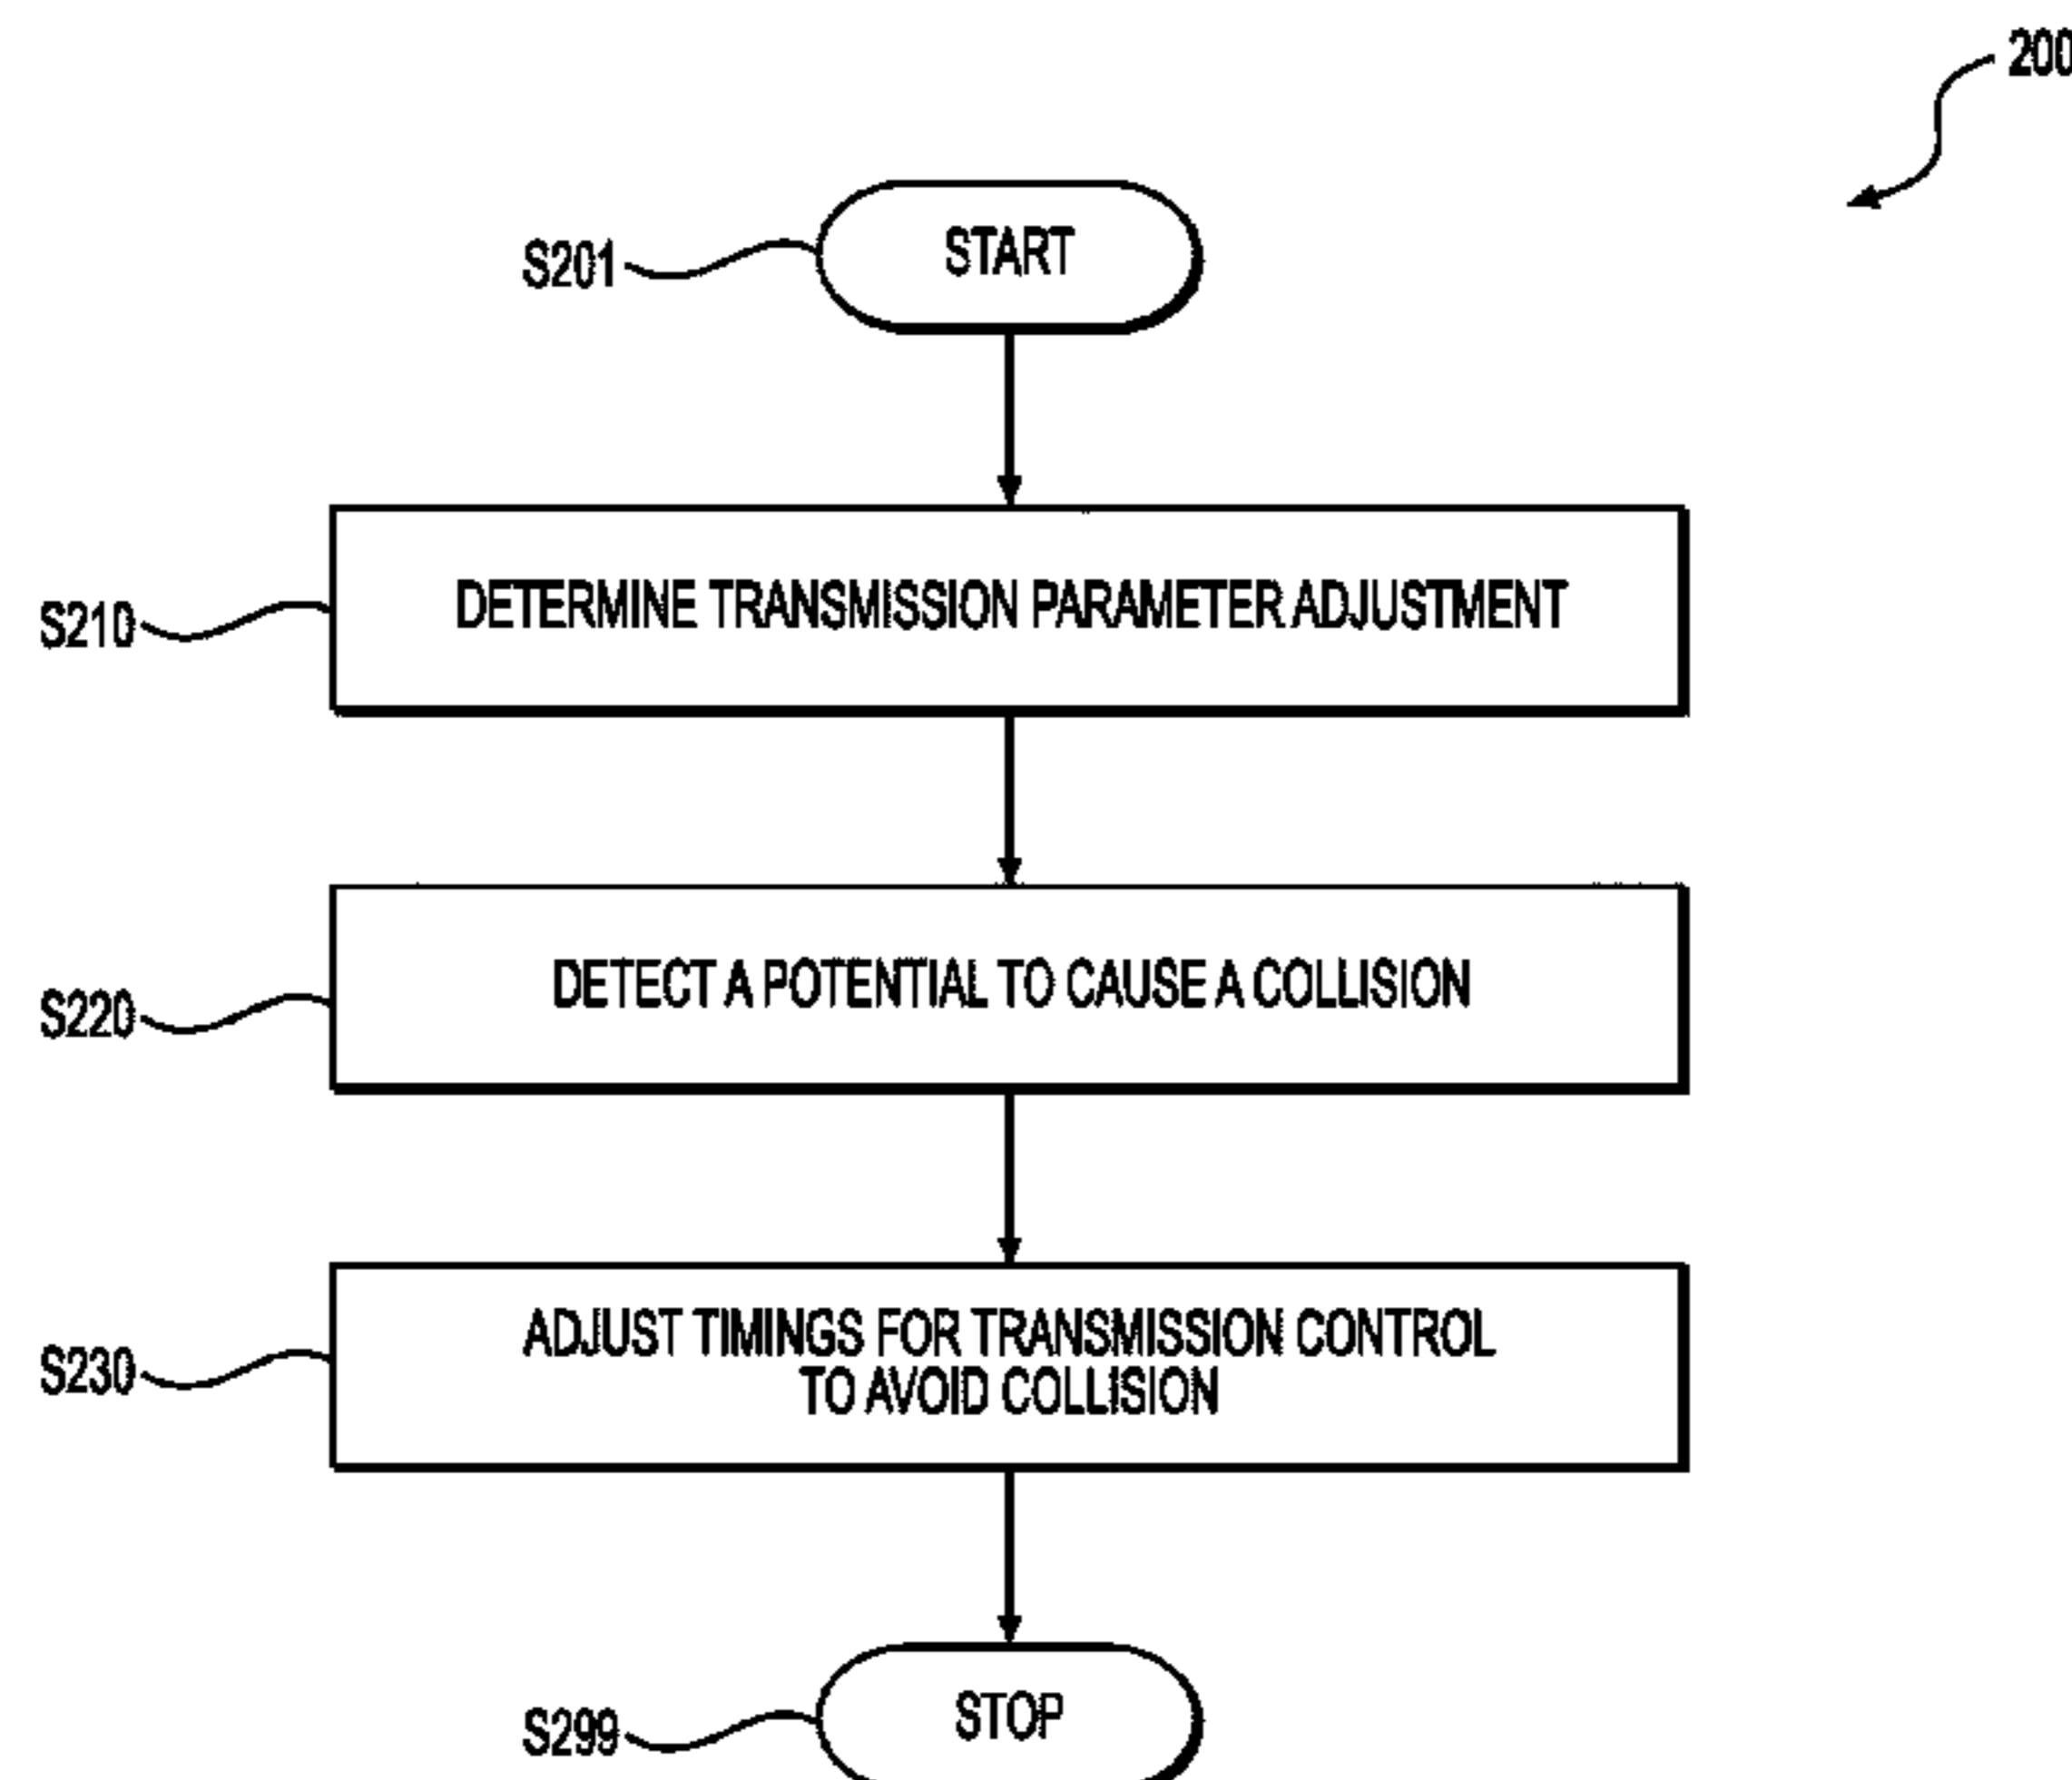 200
S201
START
S210
DETERMINE TRANSMISSION PARAMETER ADJUSTMENT
S220
DETECT A POTENTIAL TO CAUSE A COLLISION
S230
ADJUST TIMINGS FOR TRANSMISSION CONTROL
TO AVOID COLLISION
S299
STOP